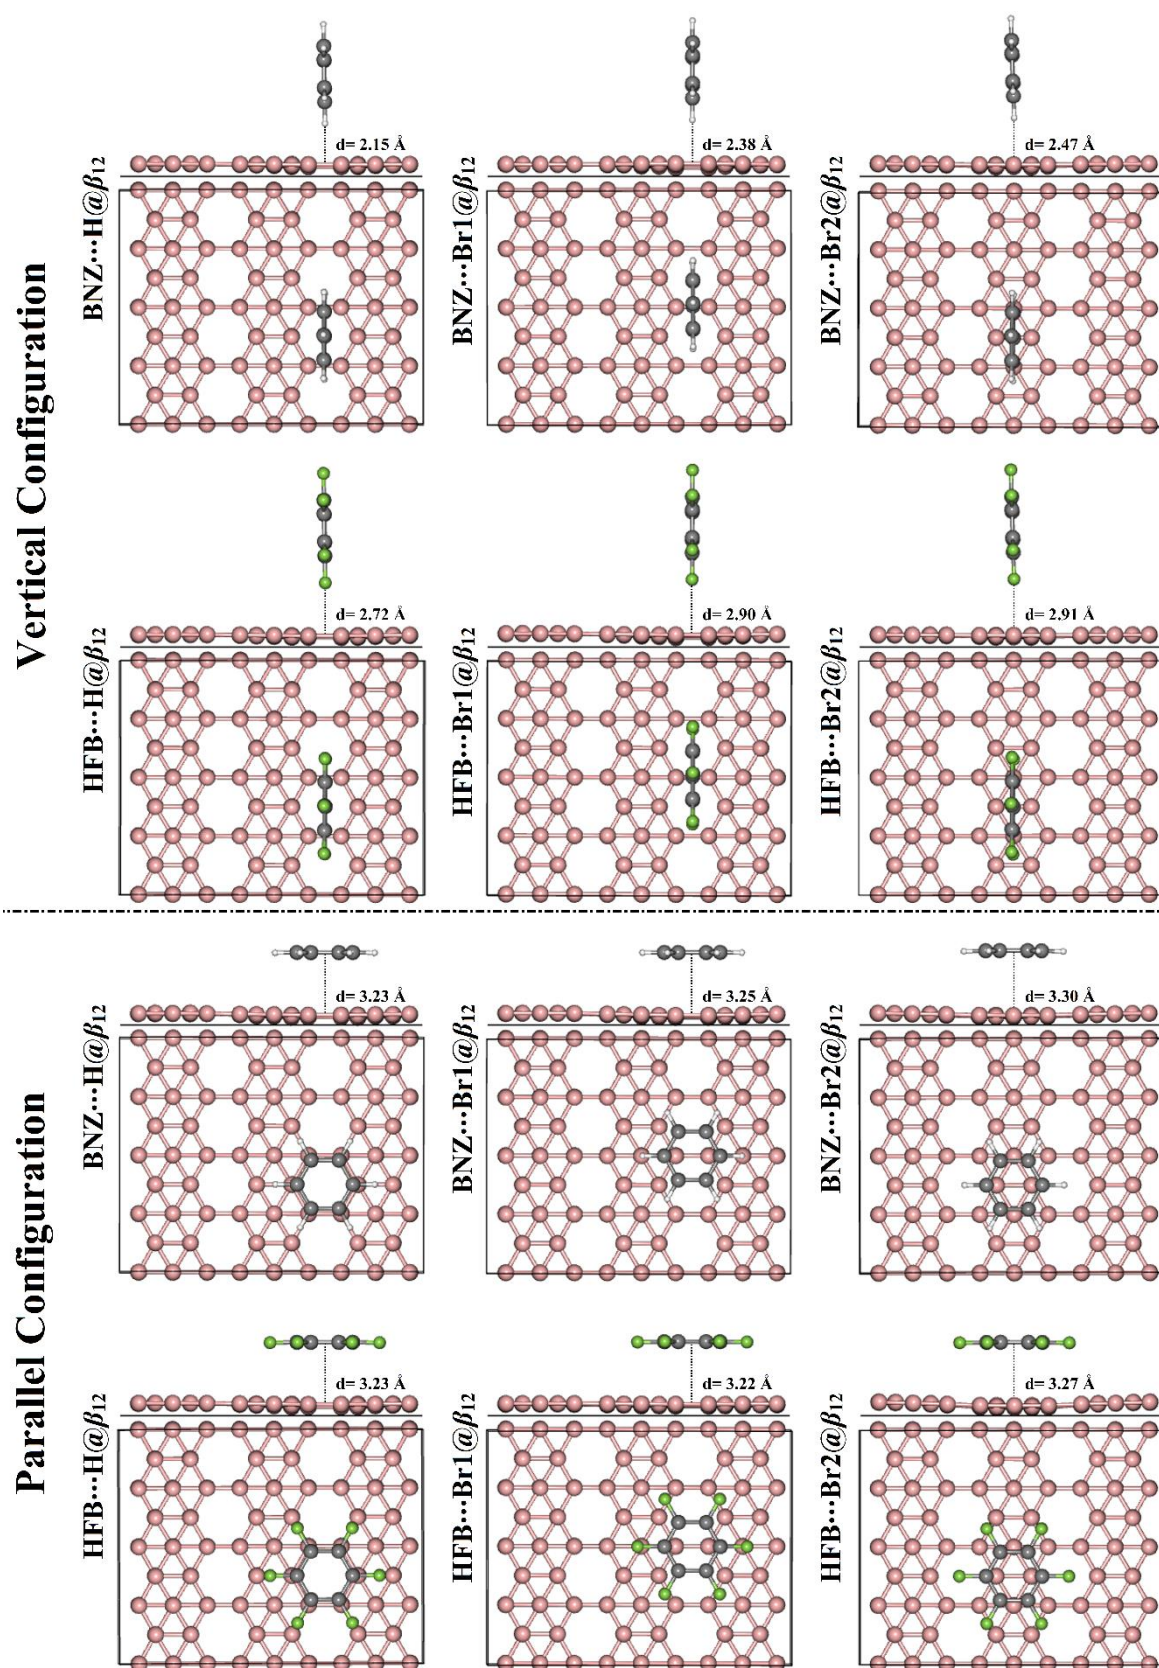 Vertical Configuration
BNZ···H@β12
d= 2.15 Å
BNZ···Br1@β12
d= 2.38 Å
BNZ···Br2@β12
d= 2.47 Å
HFB···H@β12
d= 2.72 Å
HFB···Br1@β12
d= 2.90 Å
HFB···Br2@β12
d= 2.91 Å
Parallel Configuration
BNZ···H@β12
d= 3.23 Å
BNZ···Br1@β12
d= 3.25 Å
BNZ···Br2@β12
d= 3.30 Å
HFB···H@β12
d= 3.23 Å
HFB···Br1@β12
d= 3.22 Å
HFB···Br2@β12
d= 3.27 Å